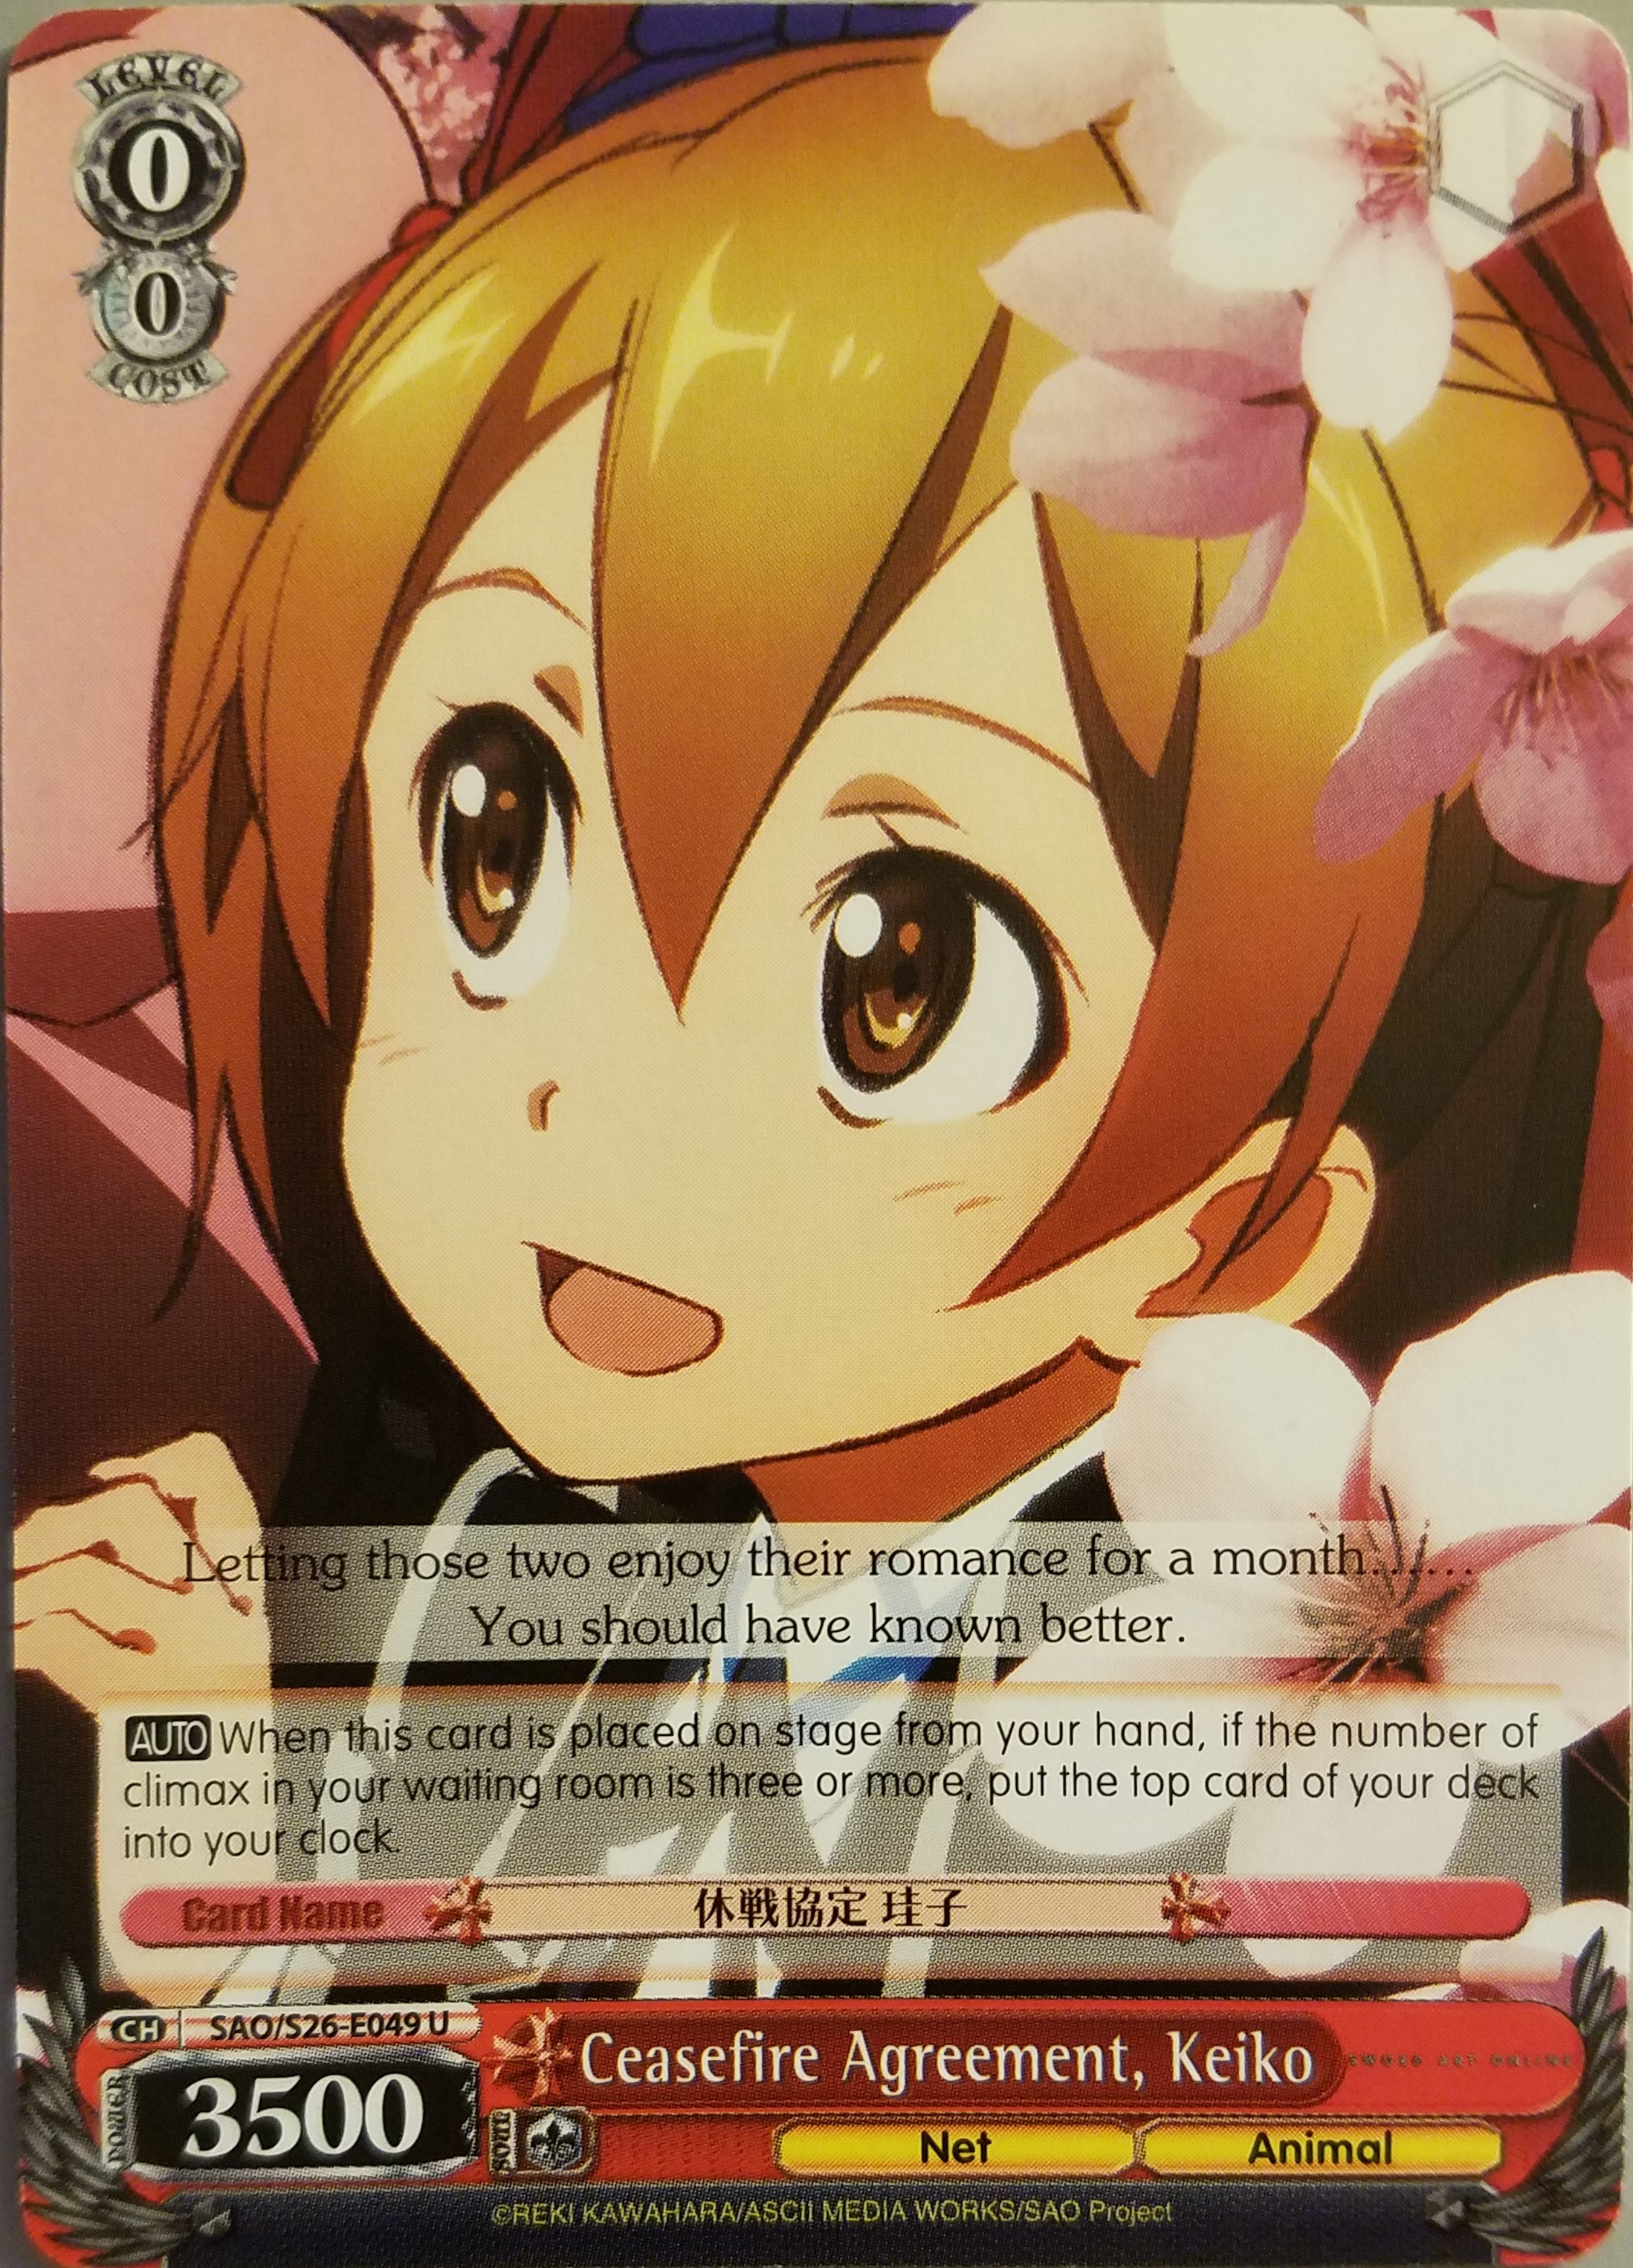 LEVEL
0
0
COST
Letting those two enjoy their romance for a month.......
You should have known better.
AUTO When this card is placed on stage from your hand, if the number of
climax in your waiting room is three or more, put the top card of your deck
into your clock.
Card Name 休戦協定 珪子
CH SAO/S26-E049 U
Ceasefire Agreement, Keiko SWORD ART ONLINE
POWER 3500 SOUL Net Animal
©REKI KAWAHARA/ASCII MEDIA WORKS/SAO Project